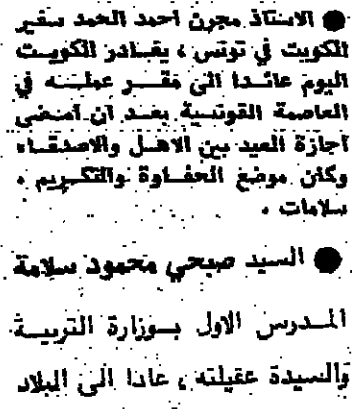 ● الاستاذ مجرن احمد الحمد سفير
الكويت في تونس ، يغادر الكويت
اليوم عائدا الى مقر عمله في
العاصمة التونسية بعد ان امضى
اجازة العيد بين الاهل والاصدقاء
وكان موضع الحفاوة والتكريم .
سلامات .
● السيد صبحي محمود سلامة
المدرس الاول بوزارة التربية
والسيدة عقيلته ، عادا الى البلاد